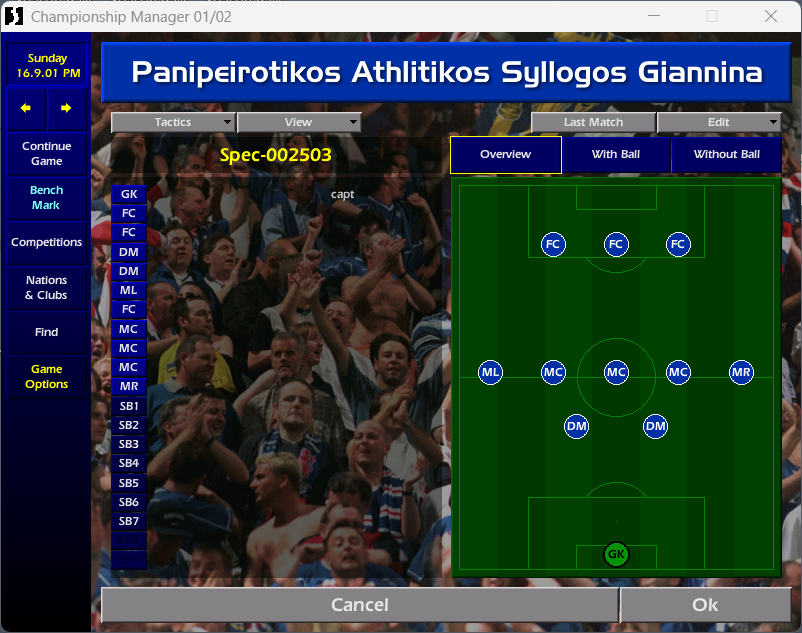 Championship Manager 01/02
Sunday
16.9.01 PM
Panipeirotikos Athlitikos Syllogos Giannina
Tactics
View
Last Match
Edit
Continue
Game
Bench
Mark
Competitions
Nations
& Clubs
Find
Game
Options
Spec-002503
Overview
With Ball
Without Ball
GK capt
FC
FC
DM
DM
ML
FC
MC
MC
MC
MR
SB1
SB2
SB3
SB4
SB5
SB6
SB7
FC FC FC
ML MC MC MC MR
DM DM
GK
Cancel
Ok